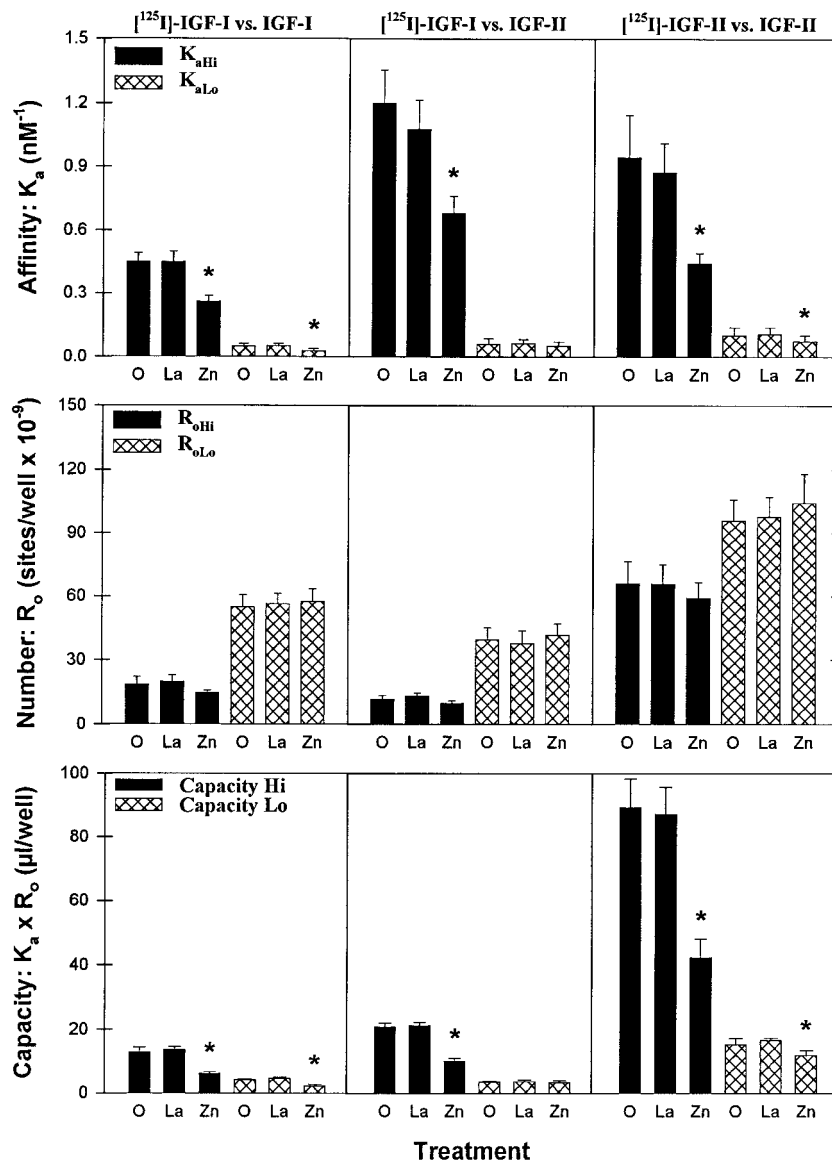 [¹²⁵I]-IGF-I vs. IGF-I [¹²⁵I]-IGF-I vs. IGF-II [¹²⁵I]-IGF-II vs. IGF-II
Affinity: Kₐ (nM⁻¹)
1.5
1.2
0.9
0.6
0.3
0.0
KₐHi
KₐLo
* * * * *
O La Zn O La Zn O La Zn O La Zn O La Zn O La Zn
Number: Rₒ (sites/well x 10⁻⁹)
150
120
90
60
30
0
RₒHi
RₒLo
O La Zn O La Zn O La Zn O La Zn O La Zn O La Zn
Capacity: Kₐ x Rₒ (µl/well)
100
80
60
40
20
0
Capacity Hi
Capacity Lo
* * * * *
O La Zn O La Zn O La Zn O La Zn O La Zn O La Zn
Treatment